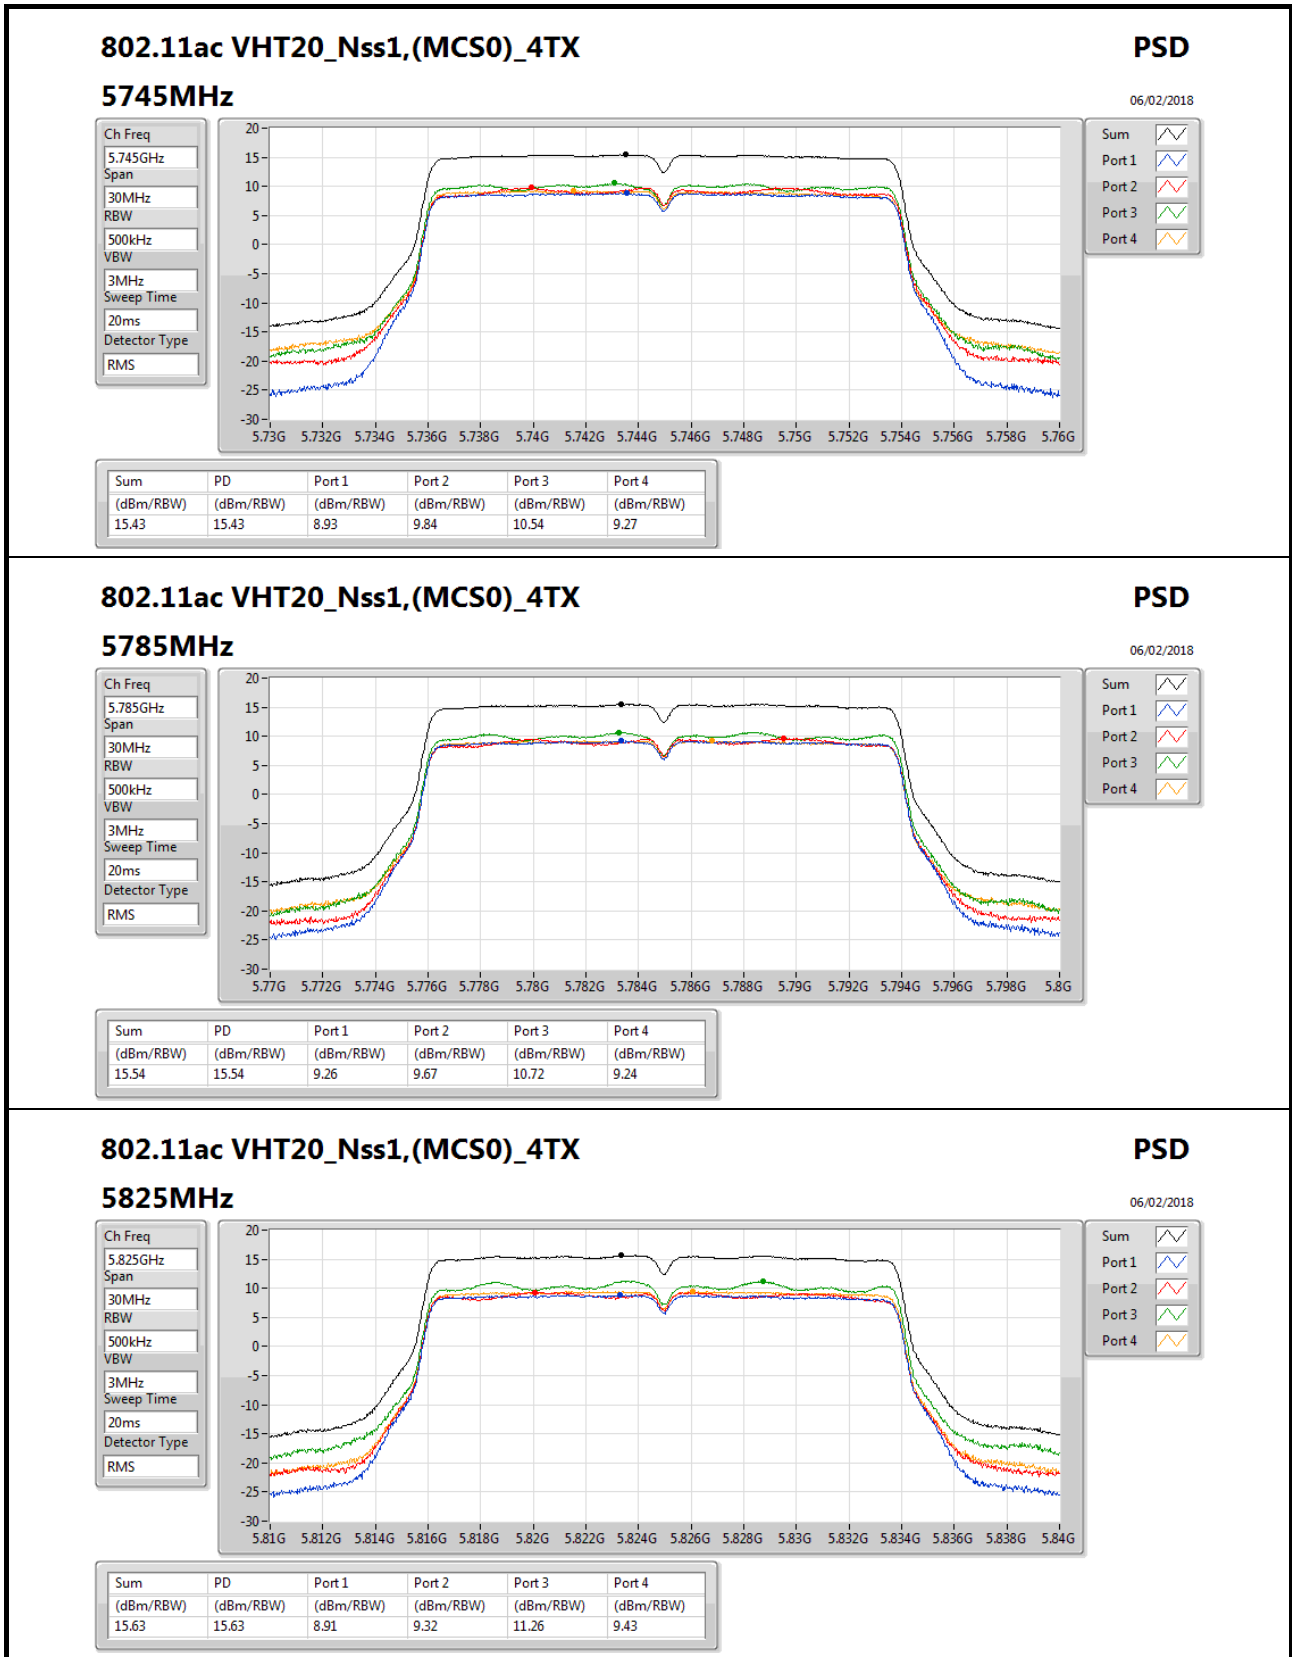 802.11ac VHT20_Nss1,(MCS0)_4TX PSD
5745MHz 06/02/2018
Ch Freq
5.745GHz
Span
30MHz
RBW
500kHz
VBW
3MHz
Sweep Time
20ms
Detector Type
RMS
20
15
10
5
0
-5
-10
-15
-20
-25
-30
5.73G 5.732G 5.734G 5.736G 5.738G 5.74G 5.742G 5.744G 5.746G 5.748G 5.75G 5.752G 5.754G 5.756G 5.758G 5.76G
Sum
Port 1
Port 2
Port 3
Port 4
Sum PD Port 1 Port 2 Port 3 Port 4
(dBm/RBW) (dBm/RBW) (dBm/RBW) (dBm/RBW) (dBm/RBW) (dBm/RBW)
15.43 15.43 8.93 9.84 10.54 9.27
802.11ac VHT20_Nss1,(MCS0)_4TX PSD
5785MHz 06/02/2018
Ch Freq
5.785GHz
Span
30MHz
RBW
500kHz
VBW
3MHz
Sweep Time
20ms
Detector Type
RMS
20
15
10
5
0
-5
-10
-15
-20
-25
-30
5.77G 5.772G 5.774G 5.776G 5.778G 5.78G 5.782G 5.784G 5.786G 5.788G 5.79G 5.792G 5.794G 5.796G 5.798G 5.8G
Sum
Port 1
Port 2
Port 3
Port 4
Sum PD Port 1 Port 2 Port 3 Port 4
(dBm/RBW) (dBm/RBW) (dBm/RBW) (dBm/RBW) (dBm/RBW) (dBm/RBW)
15.54 15.54 9.26 9.67 10.72 9.24
802.11ac VHT20_Nss1,(MCS0)_4TX PSD
5825MHz 06/02/2018
Ch Freq
5.825GHz
Span
30MHz
RBW
500kHz
VBW
3MHz
Sweep Time
20ms
Detector Type
RMS
20
15
10
5
0
-5
-10
-15
-20
-25
-30
5.81G 5.812G 5.814G 5.816G 5.818G 5.82G 5.822G 5.824G 5.826G 5.828G 5.83G 5.832G 5.834G 5.836G 5.838G 5.84G
Sum
Port 1
Port 2
Port 3
Port 4
Sum PD Port 1 Port 2 Port 3 Port 4
(dBm/RBW) (dBm/RBW) (dBm/RBW) (dBm/RBW) (dBm/RBW) (dBm/RBW)
15.63 15.63 8.91 9.32 11.26 9.43